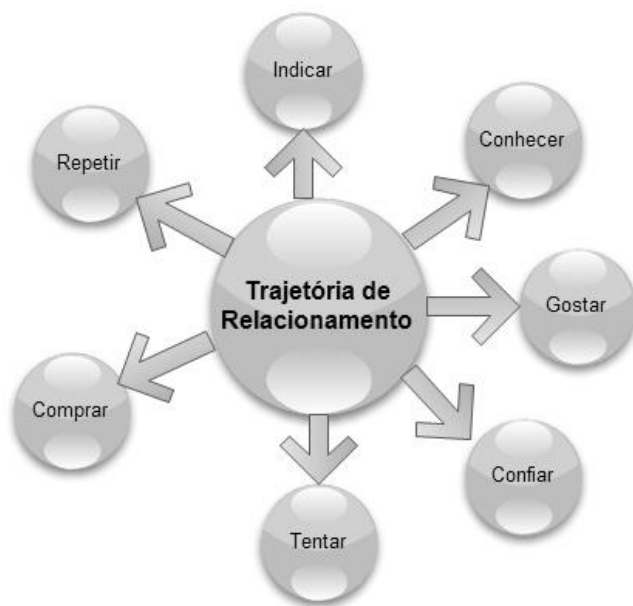 Indicar
Conhecer
Repetir
Trajetória de
Relacionamento
Gostar
Comprar
Confiar
Tentar